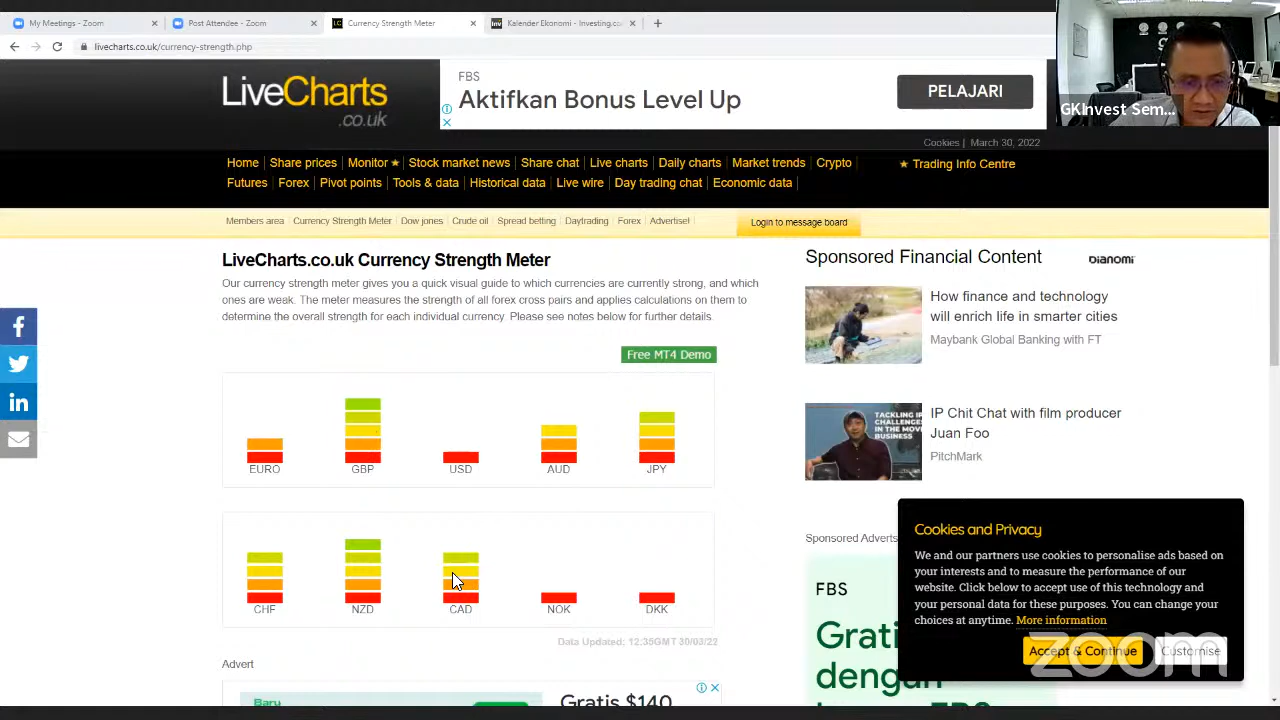 My Meetings - Zoom
Post Attendee - Zoom
Currency Strength Meter
Kalender Ekonomi - Investing.co
livecharts.co.uk/currency-strength.php
GKInvest Sem...
LiveCharts
.co.uk
FBS
Aktifkan Bonus Level Up
PELAJARI
Cookies | March 30, 2022
Home Share prices Monitor Stock market news Share chat Live charts Daily charts Market trends Crypto
Trading Info Centre
Futures Forex Pivot points Tools & data Historical data Live wire Day trading chat Economic data
Members area Currency Strength Meter Dow jones Crude oil Spread betting Daytrading Forex Advertise!
Login to message board
LiveCharts.co.uk Currency Strength Meter
Our currency strength meter gives you a quick visual guide to which currencies are currently strong, and which
ones are weak. The meter measures the strength of all forex cross pairs and applies calculations on them to
determine the overall strength for each individual currency. Please see notes below for further details.
Free MT4 Demo
EURO GBP USD AUD JPY
CHF NZD CAD NOK DKK
Data Updated: 12:35GMT 30/03/22
Advert
Baru
Gratis $140
Sponsored Financial Content
DIANOMI
How finance and technology
will enrich life in smarter cities
Maybank Global Banking with FT
TACKLING IP
CHALLENGES
IN THE MOVIE
BUSINESS
IP Chit Chat with film producer
Juan Foo
PitchMark
Sponsored Adverts
FBS
Grati
dengan
FBS
Cookies and Privacy
We and our partners use cookies to personalise ads based on
your interests and to measure the performance of our
website. Click below to accept use of this technology and
your personal data for these purposes. You can change your
choices at anytime. More information
Accept & Continue
Customise
zoom